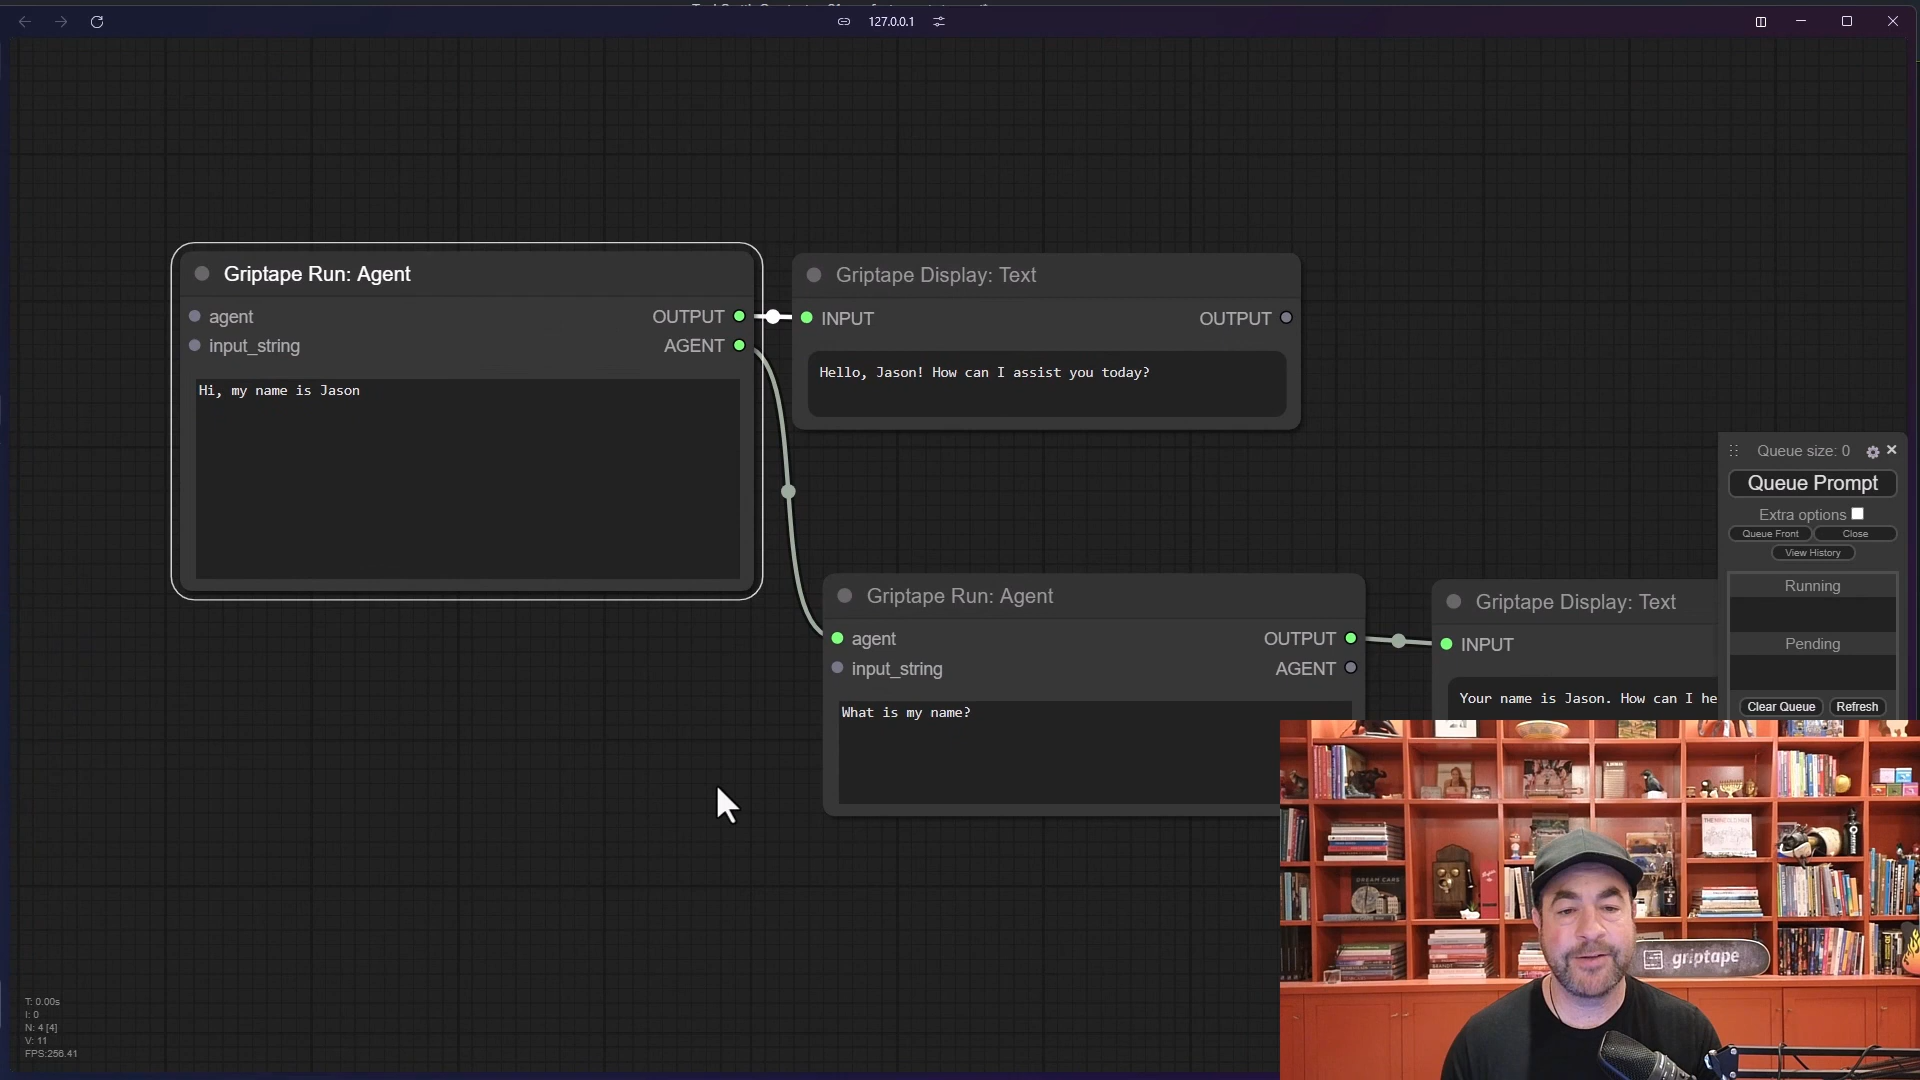 127.0.0.1
Griptape Run: Agent
agent
OUTPUT
input_string
AGENT
Hi, my name is Jason
Griptape Display: Text
INPUT
OUTPUT
Hello, Jason! How can I assist you today?
Queue size: 0
Queue Prompt
Extra options
Queue Front
Close
View History
Running
Pending
Clear Queue
Refresh
Griptape Run: Agent
agent
OUTPUT
input_string
AGENT
What is my name?
Griptape Display: Text
INPUT
Your name is Jason. How can I he
DREAM CARS
griptape
T: 0.00s
I: 0
N: 4 [4]
V: 11
FPS:256.41